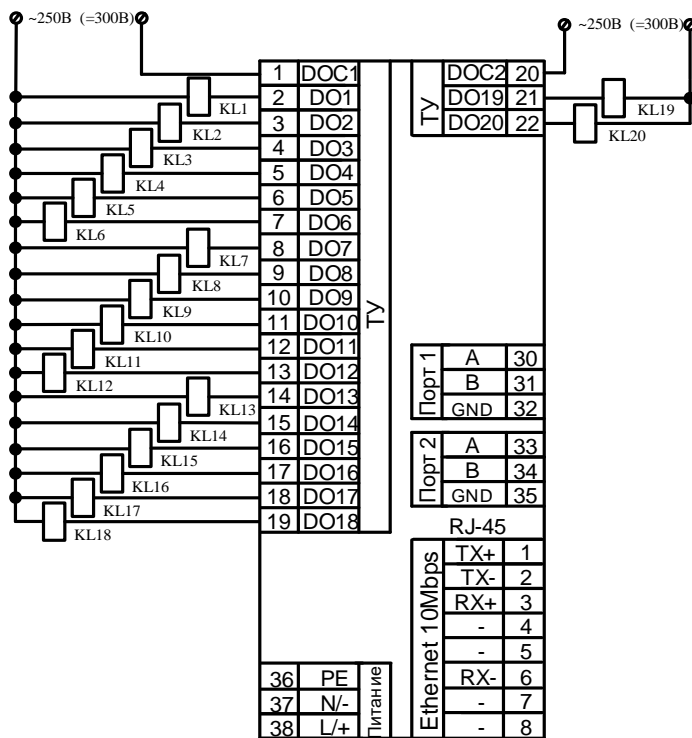 ~250В (=300В)
~250В (=300В)
1 DOC1
2 DO1
3 DO2
4 DO3
5 DO4
6 DO5
7 DO6
8 DO7
9 DO8
10 DO9
11 DO10
12 DO11
13 DO12
14 DO13
15 DO14
16 DO15
17 DO16
18 DO17
19 DO18
ТУ
KL1
KL2
KL3
KL4
KL5
KL6
KL7
KL8
KL9
KL10
KL11
KL12
KL13
KL14
KL15
KL16
KL17
KL18
ТУ
DOC2 20
DO19 21
DO20 22
KL19
KL20
Порт 1
A 30
B 31
GND 32
Порт 2
A 33
B 34
GND 35
RJ-45
Ethernet 10Mbps
TX+ 1
TX- 2
RX+ 3
- 4
- 5
RX- 6
- 7
- 8
36 PE
37 N/-
38 L/+
Питание